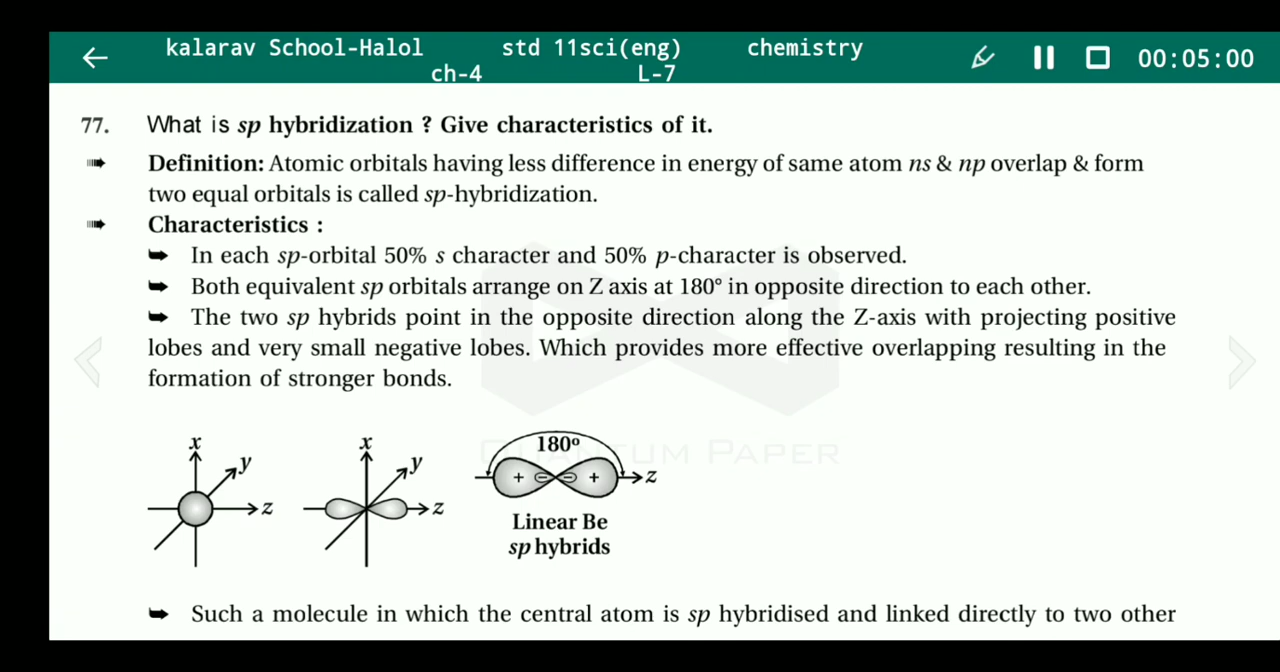 kalarav School-Halol std 11sci(eng) chemistry
ch-4 L-7
00:05:00
77. What is sp hybridization ? Give characteristics of it.
Definition: Atomic orbitals having less difference in energy of same atom ns & np overlap & form
two equal orbitals is called sp-hybridization.
Characteristics :
In each sp-orbital 50% s character and 50% p-character is observed.
Both equivalent sp orbitals arrange on Z axis at 180° in opposite direction to each other.
The two sp hybrids point in the opposite direction along the Z-axis with projecting positive
lobes and very small negative lobes. Which provides more effective overlapping resulting in the
formation of stronger bonds.
QUANTUM PAPER
x
y
z
x
y
z
180°
+ − − +
z
Linear Be
sp hybrids
Such a molecule in which the central atom is sp hybridised and linked directly to two other